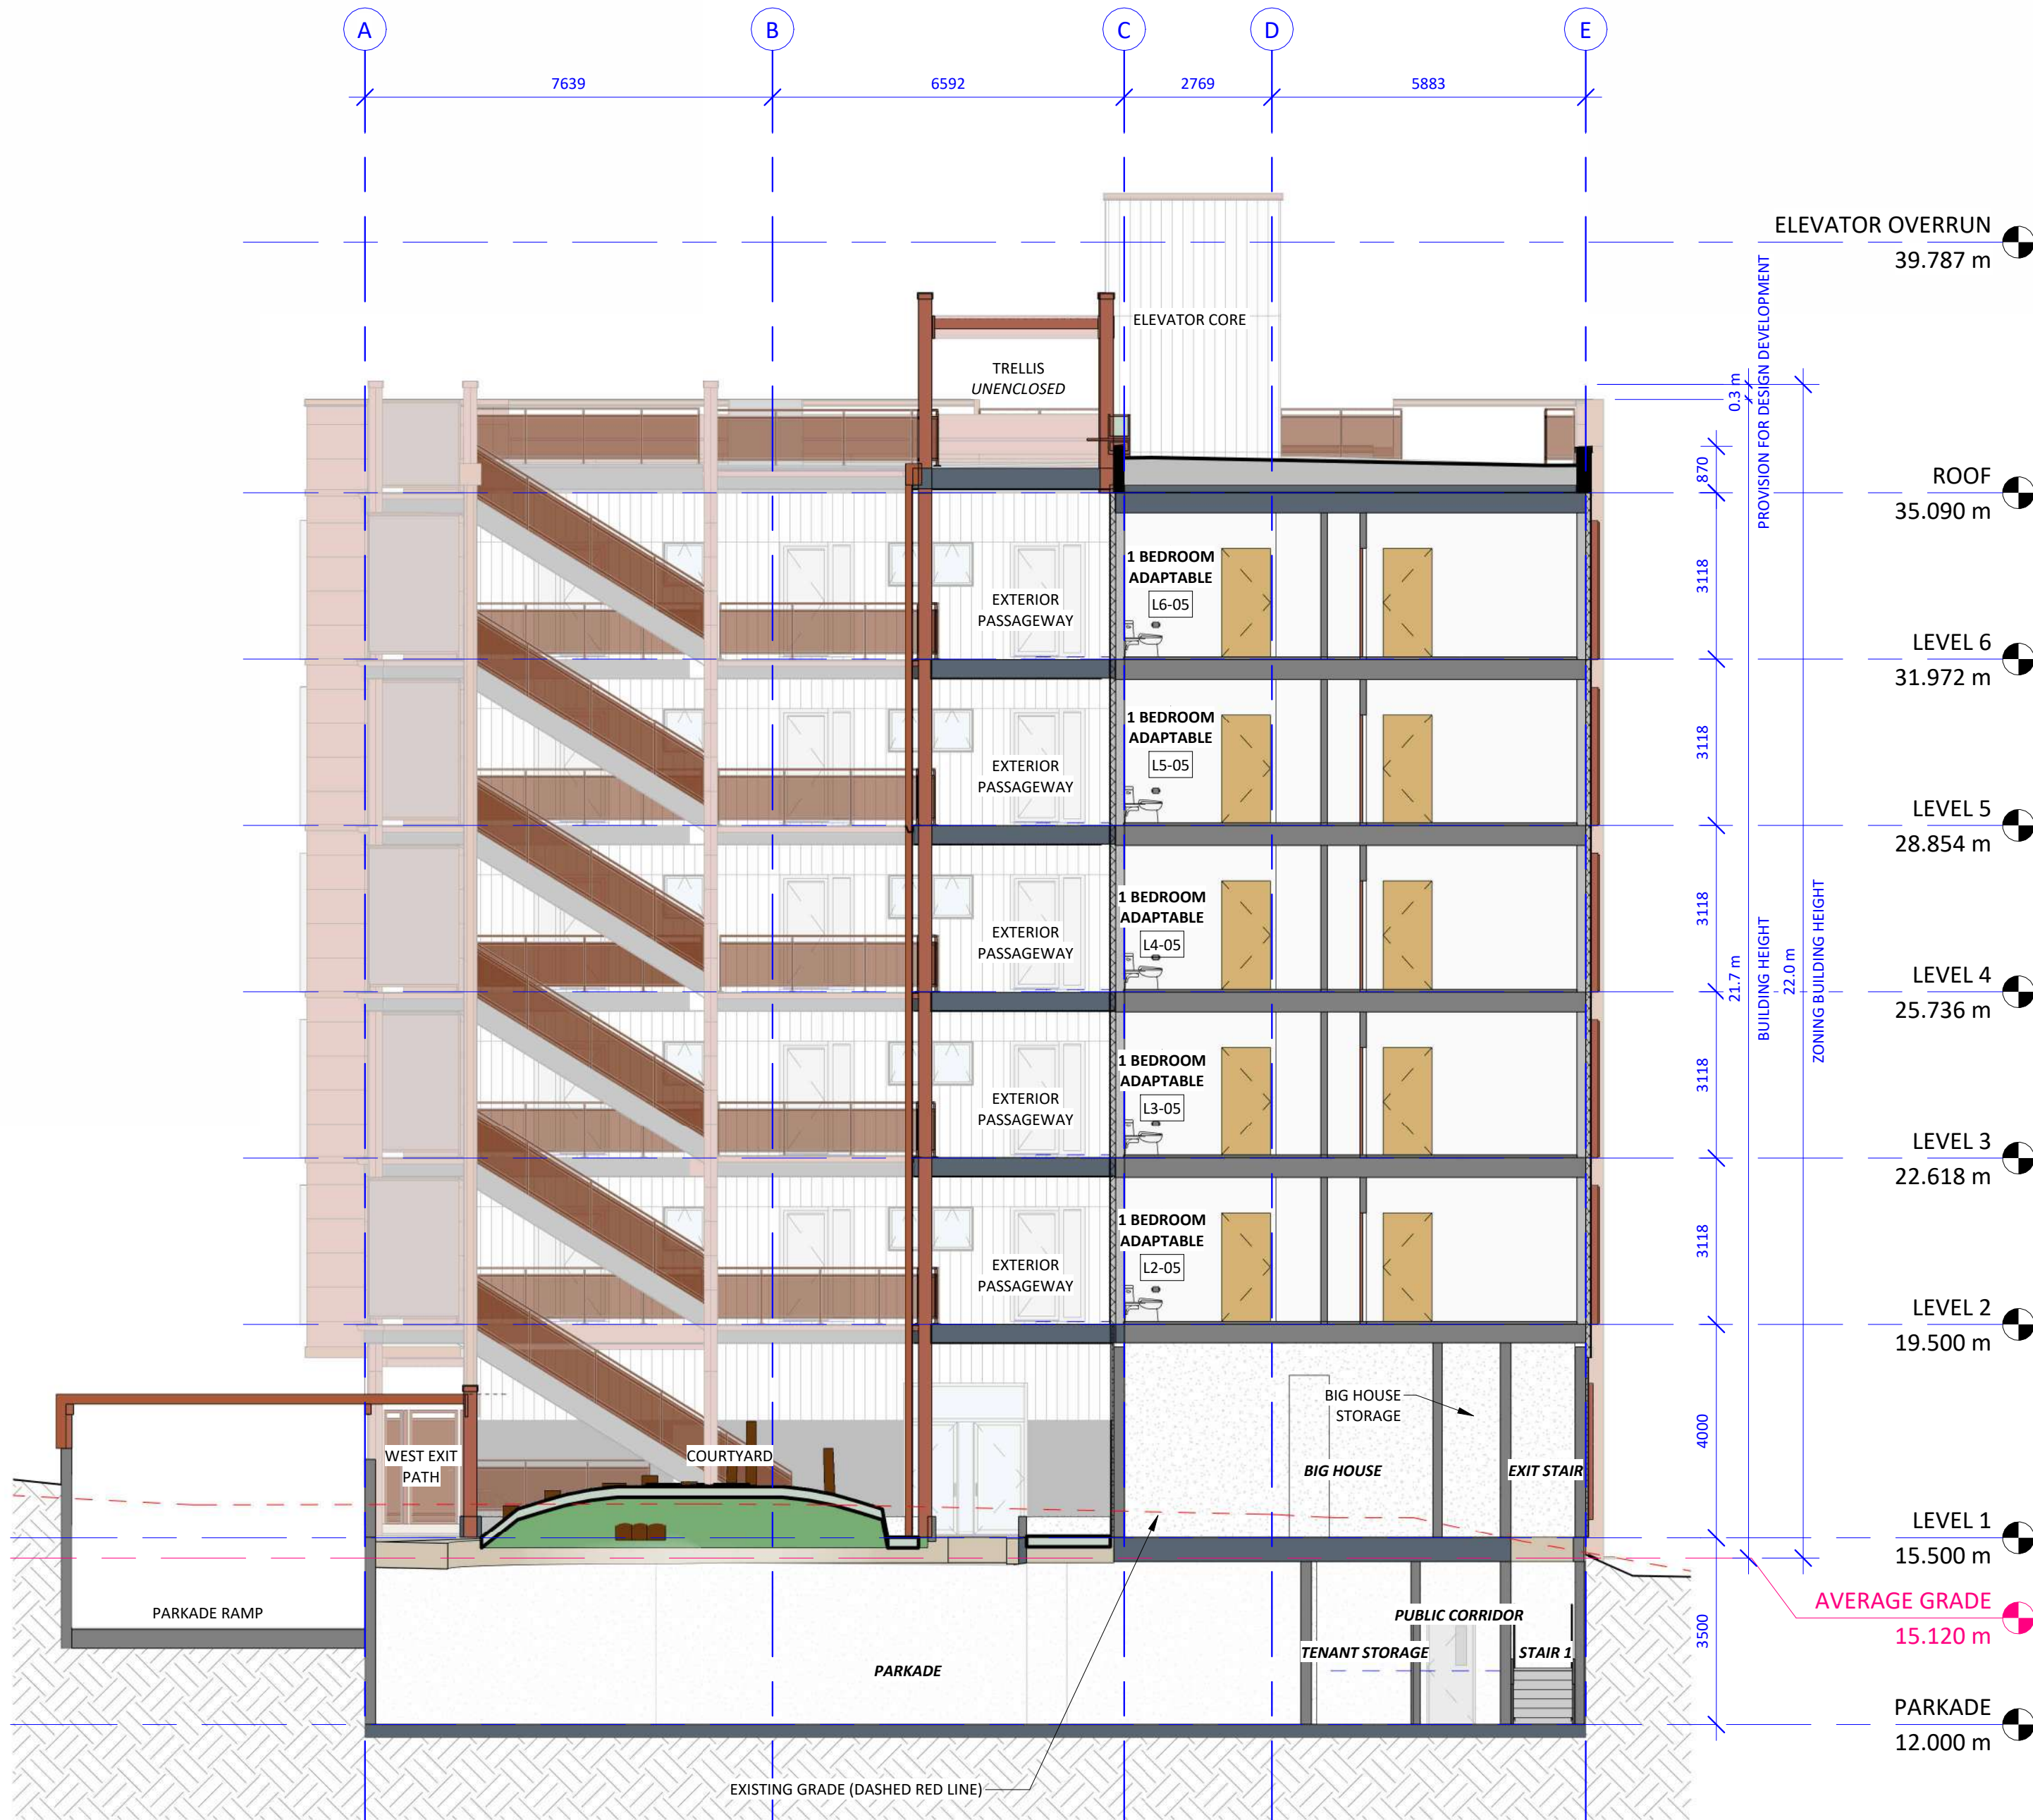 A
B
C
D
E
7639
6592
2769
5883
ELEVATOR OVERRUN
39.787 m
ELEVATOR CORE
TRELLIS
UNENCLOSED
PROVISION FOR DESIGN DEVELOPMENT
0.3 m
870
ROOF
35.090 m
1 BEDROOM
ADAPTABLE
L6-05
EXTERIOR
PASSAGEWAY
3118
LEVEL 6
31.972 m
1 BEDROOM
ADAPTABLE
L5-05
EXTERIOR
PASSAGEWAY
3118
LEVEL 5
28.854 m
1 BEDROOM
ADAPTABLE
L4-05
EXTERIOR
PASSAGEWAY
3118
21.7 m
BUILDING HEIGHT
22.0 m
ZONING BUILDING HEIGHT
LEVEL 4
25.736 m
1 BEDROOM
ADAPTABLE
L3-05
EXTERIOR
PASSAGEWAY
3118
LEVEL 3
22.618 m
1 BEDROOM
ADAPTABLE
L2-05
EXTERIOR
PASSAGEWAY
3118
LEVEL 2
19.500 m
BIG HOUSE
STORAGE
4000
WEST EXIT
PATH
COURTYARD
BIG HOUSE
EXIT STAIR
LEVEL 1
15.500 m
AVERAGE GRADE
15.120 m
PARKADE RAMP
PUBLIC CORRIDOR
3500
TENANT STORAGE
STAIR 1
PARKADE
PARKADE
12.000 m
EXISTING GRADE (DASHED RED LINE)